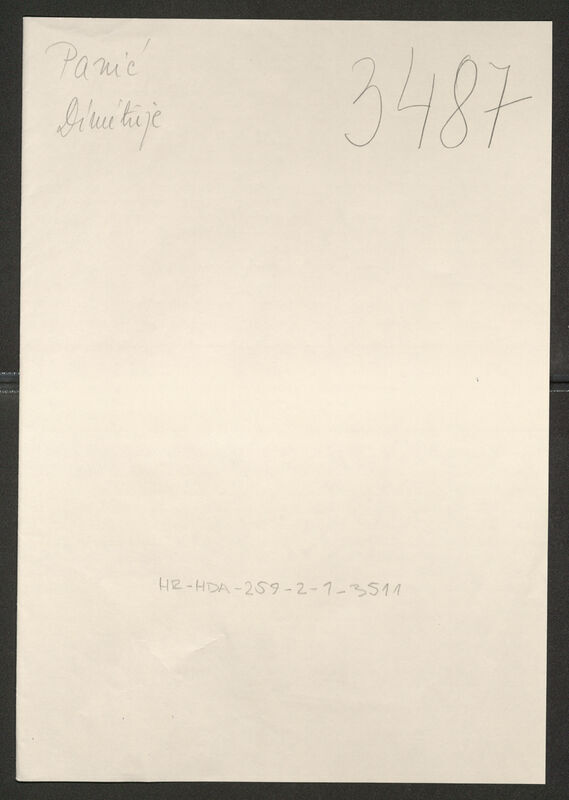 Panić
Dimitrije
3487
HR-HDA-259-2-1-3511